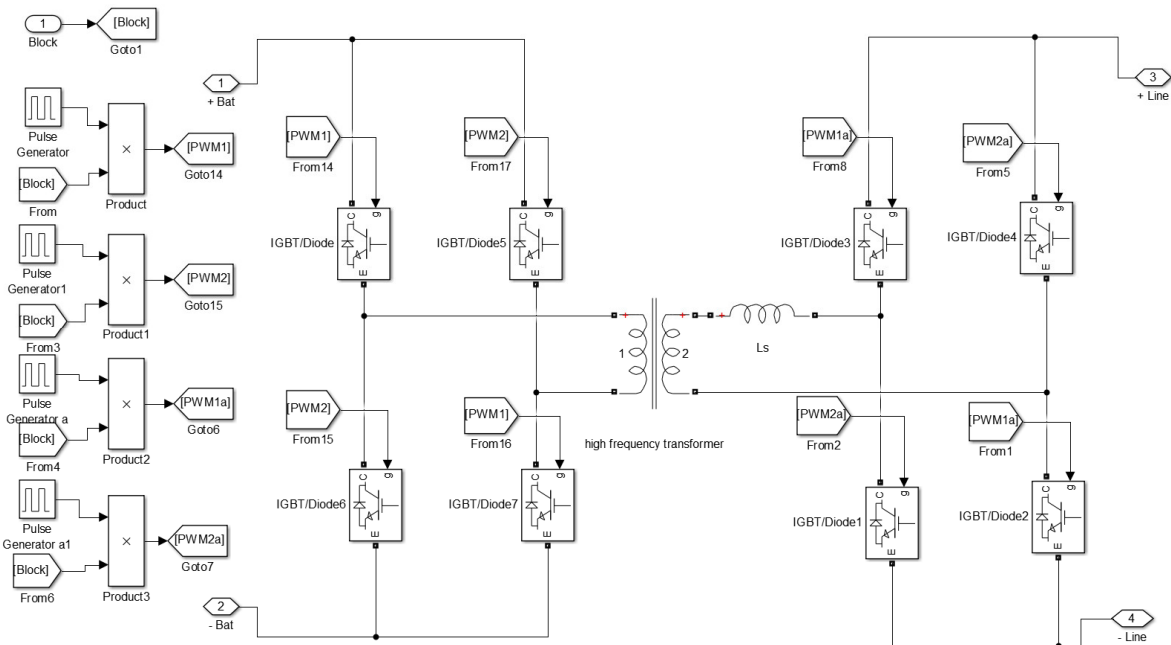 1
Block
[Block]
Goto1
Pulse
Generator
[Block]
From
×
Product
[PWM1]
Goto14
Pulse
Generator1
[Block]
From3
×
Product1
[PWM2]
Goto15
Pulse
Generator a
[Block]
From4
×
Product2
[PWM1a]
Goto6
Pulse
Generator a1
[Block]
From6
×
Product3
[PWM2a]
Goto7
1
+ Bat
[PWM1]
From14
[PWM2]
From17
g
C
E
IGBT/Diode
g
C
E
IGBT/Diode5
[PWM2]
From15
[PWM1]
From16
g
C
E
IGBT/Diode6
g
C
E
IGBT/Diode7
2
- Bat
+
1
+
2
high frequency transformer
+
Ls
[PWM1a]
From8
[PWM2a]
From5
g
C
E
IGBT/Diode3
g
C
E
IGBT/Diode4
3
+ Line
[PWM2a]
From2
[PWM1a]
From1
g
C
E
IGBT/Diode1
g
C
E
IGBT/Diode2
4
- Line